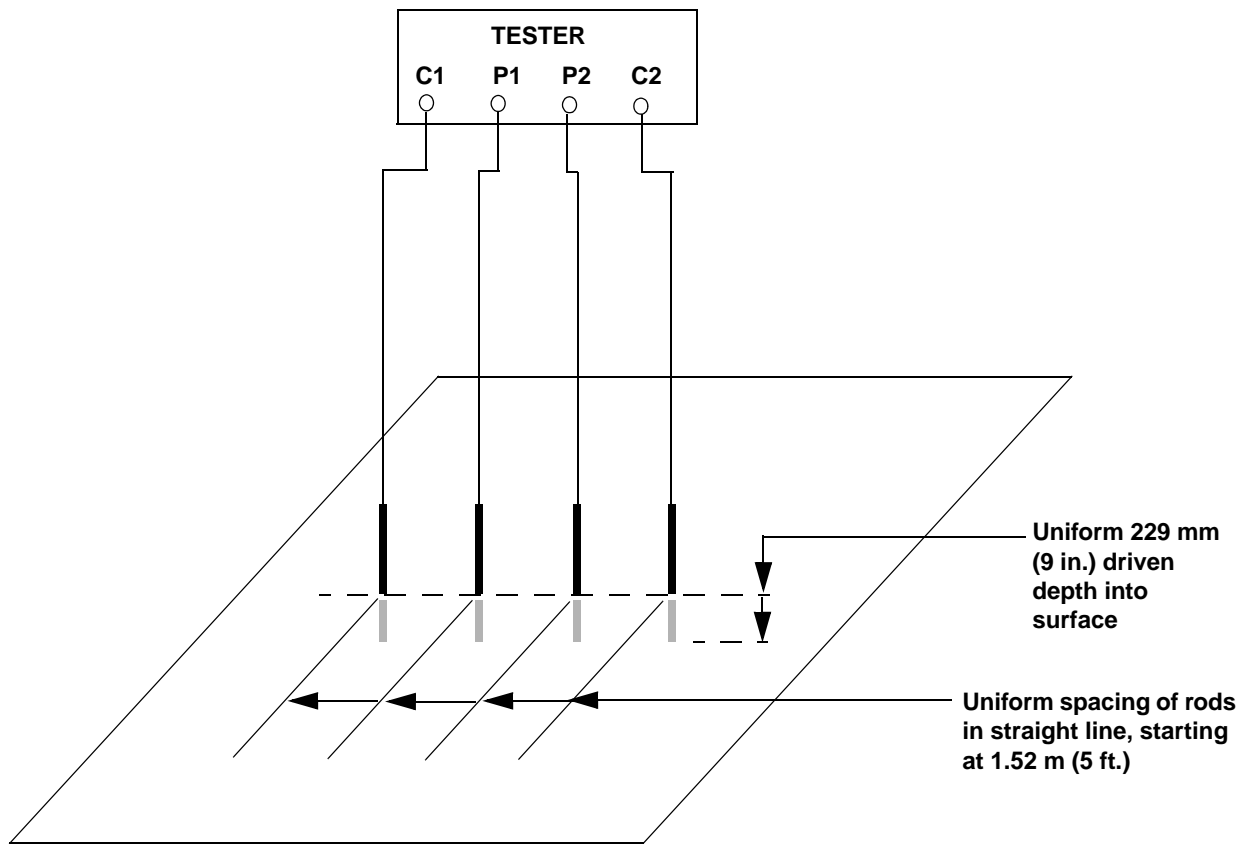 TESTER
C1 P1 P2 C2
Uniform 229 mm
(9 in.) driven
depth into
surface
Uniform spacing of rods
in straight line, starting
at 1.52 m (5 ft.)